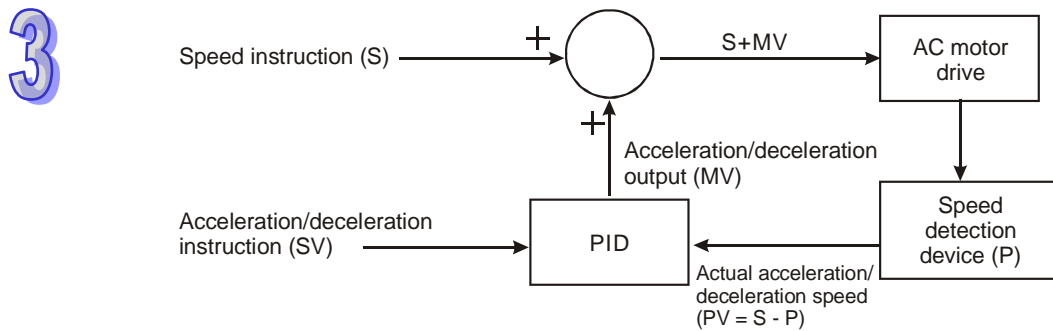 3
Speed instruction (S)
+
S+MV
AC motor
drive
+
Acceleration/deceleration
output (MV)
Acceleration/deceleration
instruction (SV)
PID
Speed
detection
device (P)
Actual acceleration/
deceleration speed
(PV = S - P)